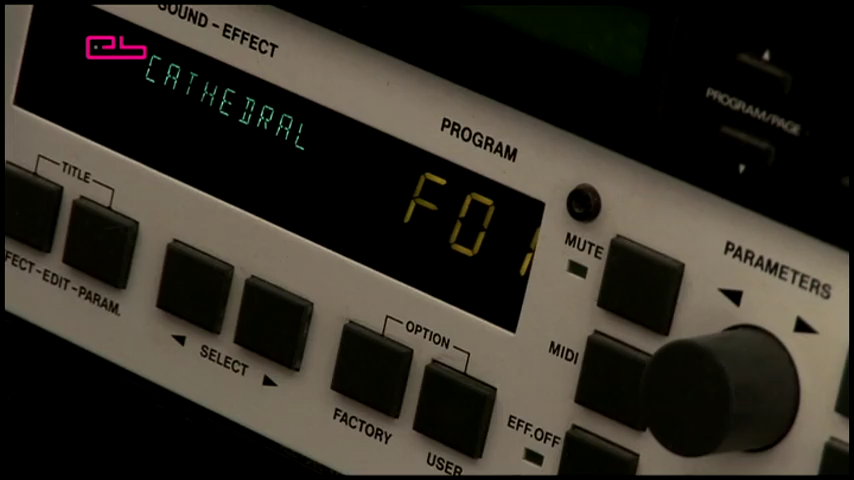 SOUND - EFFECT
eb
CATHEDRAL
PROGRAM
F01
PROGRAM/PAGE
TITLE
FECT-EDIT-PARAM.
SELECT
OPTION
FACTORY
USER
MUTE
MIDI
EFF.OFF
PARAMETERS